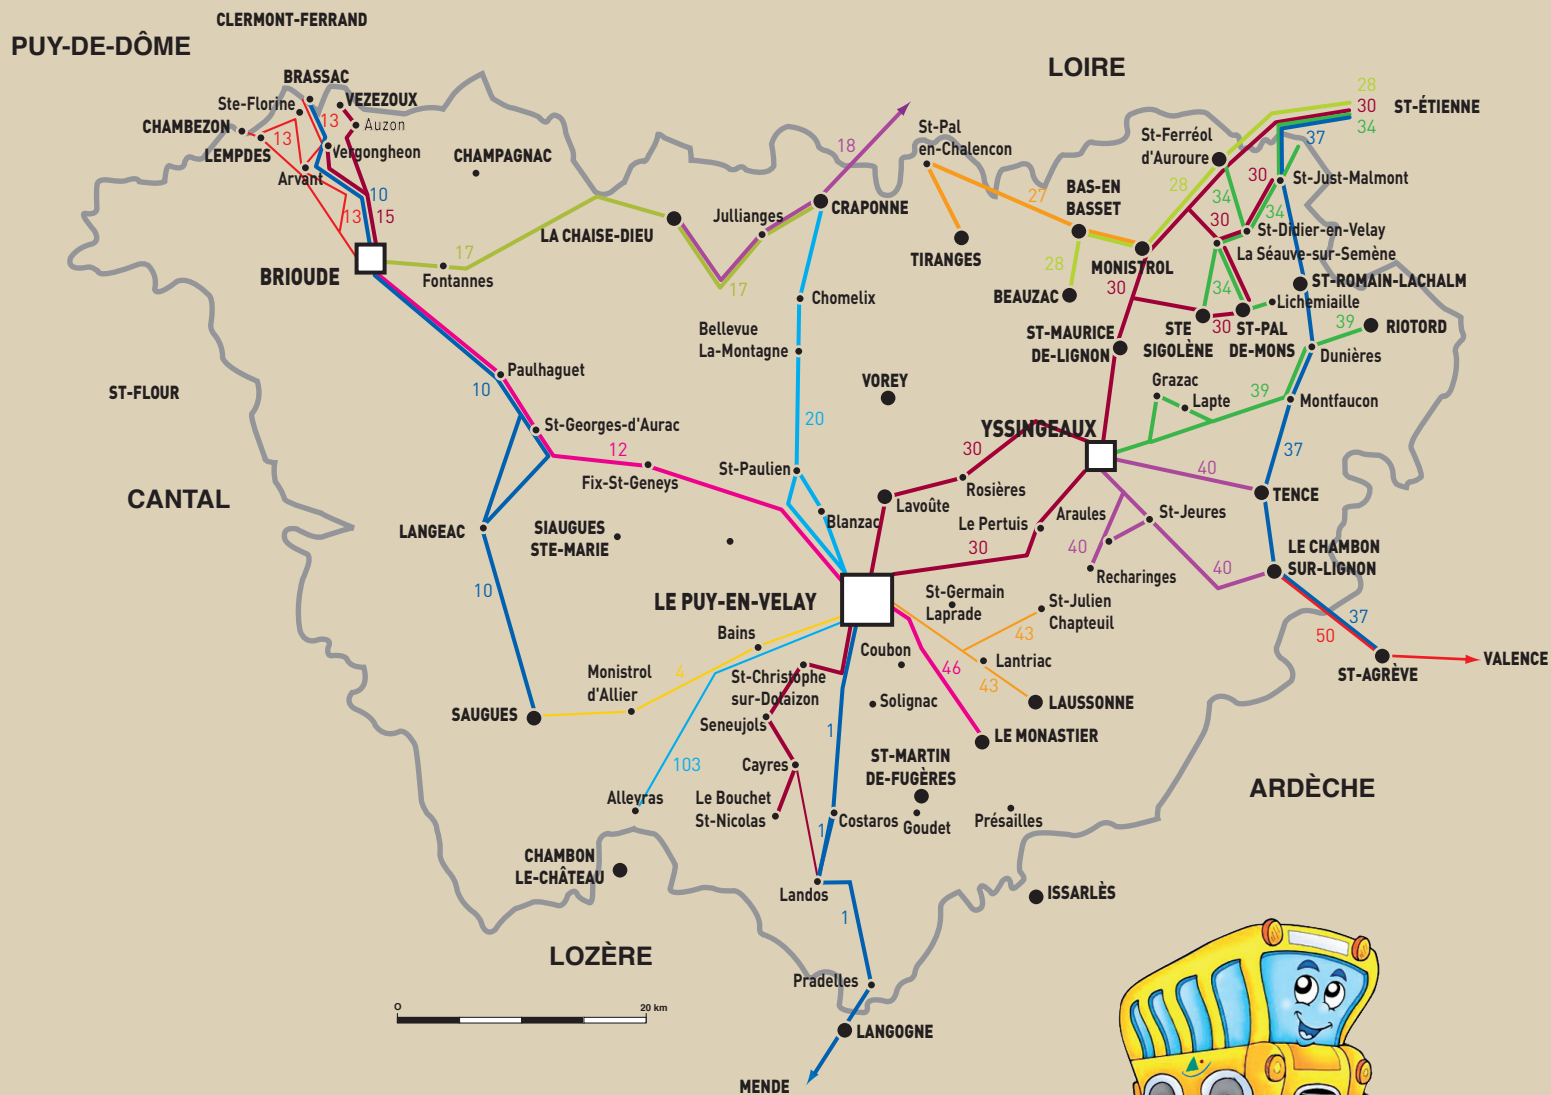 CLERMONT-FERRAND
PUY-DE-DÔME
LOIRE
BRASSAC
Ste-Florine
VEZEZOUX
13
Auzon
CHAMBEZON
13
LEMPDES
Vergongheon
Arvant
10
13
15
BRIOUDE
CHAMPAGNAC
17
Fontannes
LA CHAISE-DIEU
Jullianges
17
18
CRAPONNE
St-Pal
en-Chalencon
27
TIRANGES
BAS-EN
BASSET
28
BEAUZAC
MONISTROL
28
St-Ferréol
d'Auroure
28
30
34
ST-ÉTIENNE
37
30
St-Just-Malmont
34
34
30
St-Didier-en-Velay
La Séauve-sur-Semène
30
34
ST-ROMAIN-LACHALM
Lichemiaille
30
STE
SIGOLÈNE
ST-PAL
DE-MONS
39
RIOTORD
Dunières
ST-MAURICE
DE-LIGNON
Chomelix
Bellevue
La-Montagne
VOREY
Grazac
Lapte
39
Montfaucon
Paulhaguet
10
ST-FLOUR
St-Georges-d'Aurac
12
Fix-St-Geneys
20
St-Paulien
Blanzac
YSSINGEAUX
30
Rosières
Lavoûte
Le Pertuis
30
37
40
TENCE
Araules
St-Jeures
40
Recharinges
40
LE CHAMBON
SUR-LIGNON
CANTAL
LANGEAC
SIAUGUES
STE-MARIE
10
LE PUY-EN-VELAY
St-Germain
Laprade
St-Julien
Chapteuil
43
37
50
ST-AGRÈVE
VALENCE
Bains
4
Monistrol
d'Allier
SAUGUES
St-Christophe
sur-Dolaizon
Seneujols
Coubon
46
Lantriac
43
LAUSSONNE
Solignac
LE MONASTIER
1
103
Cayres
Alleyras
Le Bouchet
St-Nicolas
1
Costaros
ST-MARTIN
DE-FUGÈRES
Goudet
Présailles
ARDÈCHE
CHAMBON
LE-CHÂTEAU
Landos
1
ISSARLÈS
LOZÈRE
Pradelles
0
20 km
LANGOGNE
MENDE